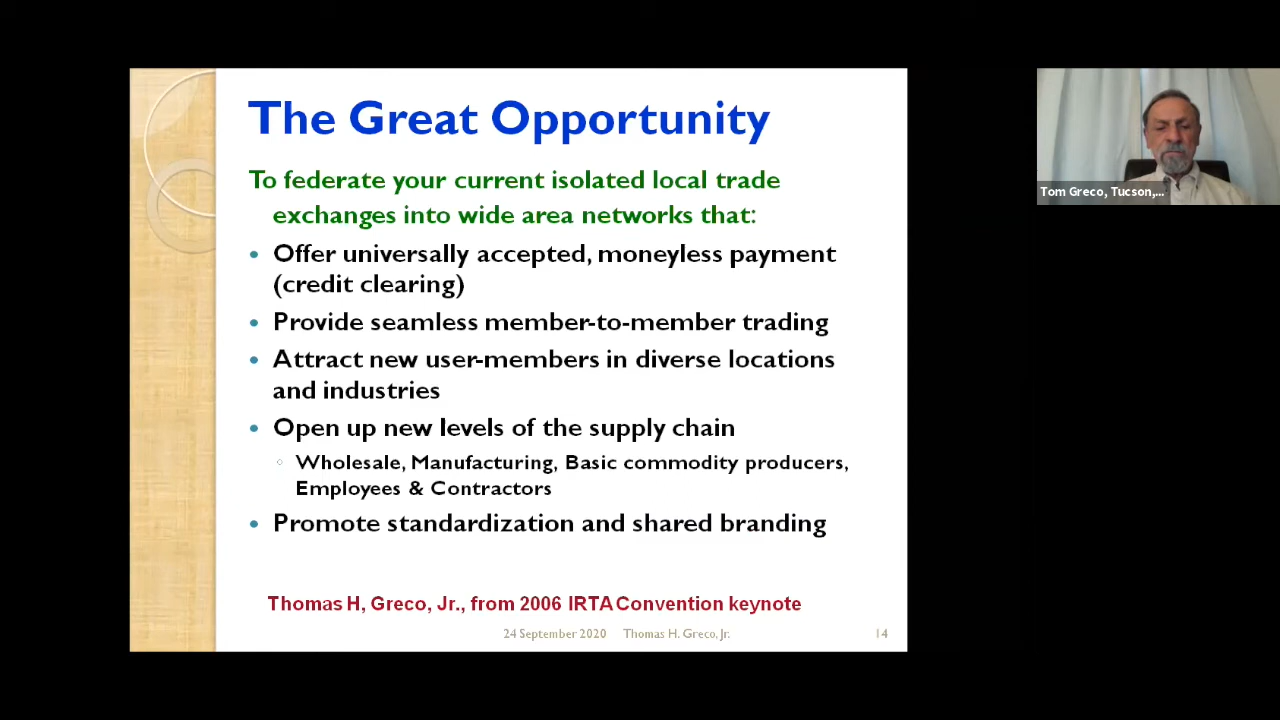 The Great Opportunity
To federate your current isolated local trade
exchanges into wide area networks that:
• Offer universally accepted, moneyless payment
(credit clearing)
• Provide seamless member-to-member trading
• Attract new user-members in diverse locations
and industries
• Open up new levels of the supply chain
◦ Wholesale, Manufacturing, Basic commodity producers,
Employees & Contractors
• Promote standardization and shared branding
Thomas H, Greco, Jr., from 2006 IRTA Convention keynote
24 September 2020 Thomas H. Greco, Jr. 14
Tom Greco, Tucson,...